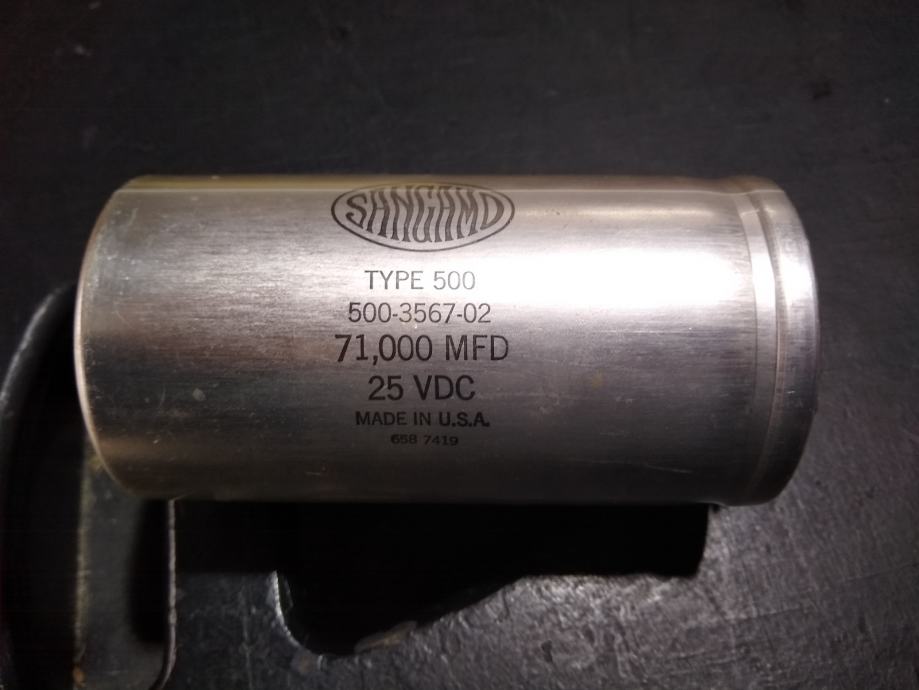 SANGAMO
TYPE 500
500-3567-02
71,000 MFD
25 VDC
MADE IN U.S.A.
658 7419